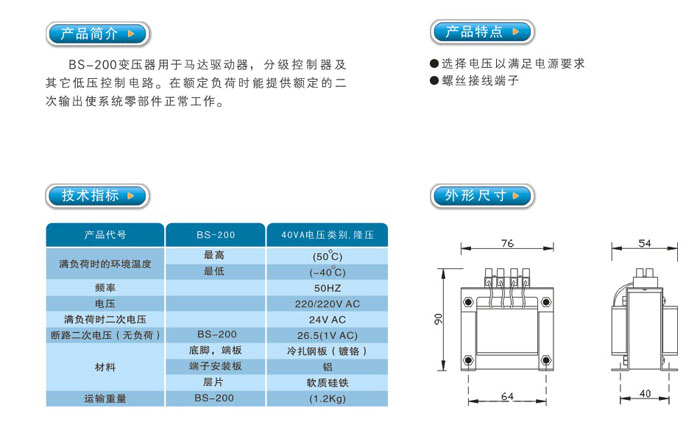 产品简介
BS-200变压器用于马达驱动器，分级控制器及
其它低压控制电路。在额定负荷时能提供额定的二
次输出使系统零部件正常工作。
产品特点
●选择电压以满足电源要求
●螺丝接线端子
技术指标
产品代号 BS-200 40VA电压类别.隆压
满负荷时的环境温度 最高 (50℃)
最低 (-40℃)
频率 50HZ
电压 220/220V AC
满负荷时二次电压 24V AC
断路二次电压（无负荷） BS-200 26.5(1V AC)
材料 底脚，端板 冷扎钢板（镀铬）
端子安装板 铝
层片 软质硅铁
运输重量 BS-200 (1.2Kg)
外形尺寸
76
54
90
64
40